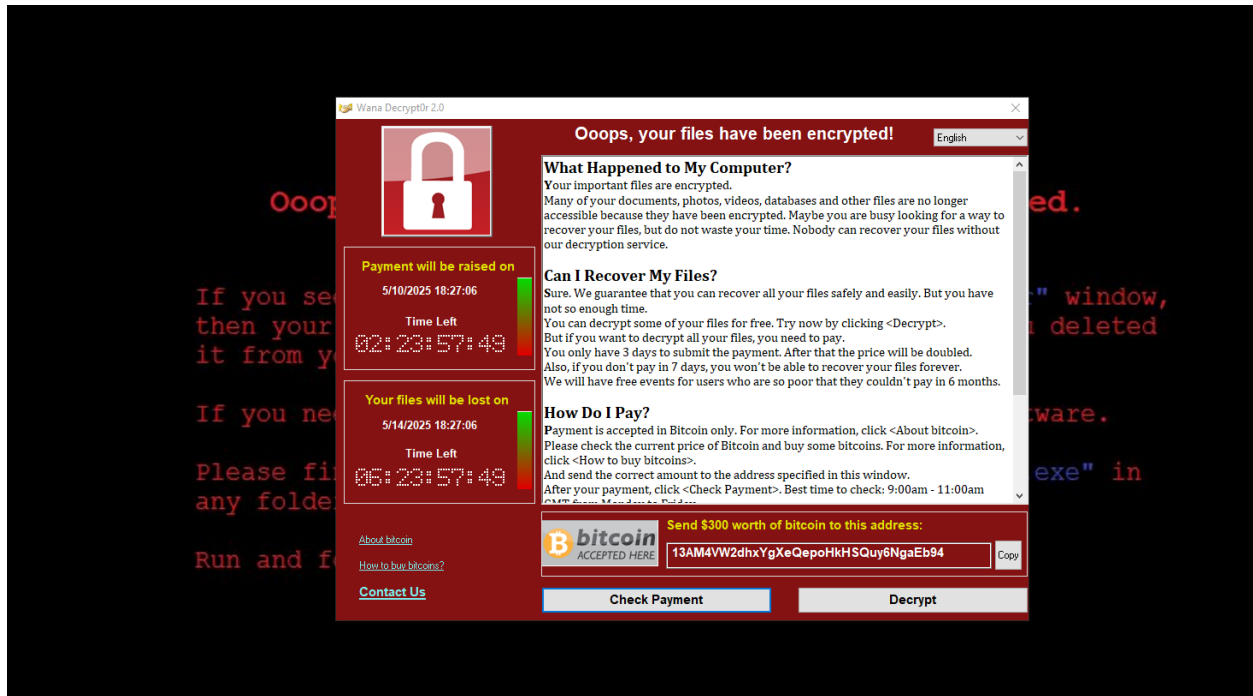 Wana Decrypt0r 2.0
Ooops, your files have been encrypted!
English
Payment will be raised on
5/10/2025 18:27:06
Time Left
02:23:57:49
Your files will be lost on
5/14/2025 18:27:06
Time Left
06:23:57:49
About bitcoin
How to buy bitcoins?
Contact Us
What Happened to My Computer?
Your important files are encrypted.
Many of your documents, photos, videos, databases and other files are no longer
accessible because they have been encrypted. Maybe you are busy looking for a way to
recover your files, but do not waste your time. Nobody can recover your files without
our decryption service.
Can I Recover My Files?
Sure. We guarantee that you can recover all your files safely and easily. But you have
not so enough time.
You can decrypt some of your files for free. Try now by clicking <Decrypt>.
But if you want to decrypt all your files, you need to pay.
You only have 3 days to submit the payment. After that the price will be doubled.
Also, if you don't pay in 7 days, you won't be able to recover your files forever.
We will have free events for users who are so poor that they couldn't pay in 6 months.
How Do I Pay?
Payment is accepted in Bitcoin only. For more information, click <About bitcoin>.
Please check the current price of Bitcoin and buy some bitcoins. For more information,
click <How to buy bitcoins>.
And send the correct amount to the address specified in this window.
After your payment, click <Check Payment>. Best time to check: 9:00am - 11:00am
GMT from Monday to Friday
bitcoin
ACCEPTED HERE
Send $300 worth of bitcoin to this address:
13AM4VW2dhxYgXeQepoHkHSQuy6NgaEb94
Copy
Check Payment
Decrypt
ed.
If you
" window,
then your
deleted
it from
If you
ware.
Please
exe" in
any
Run and